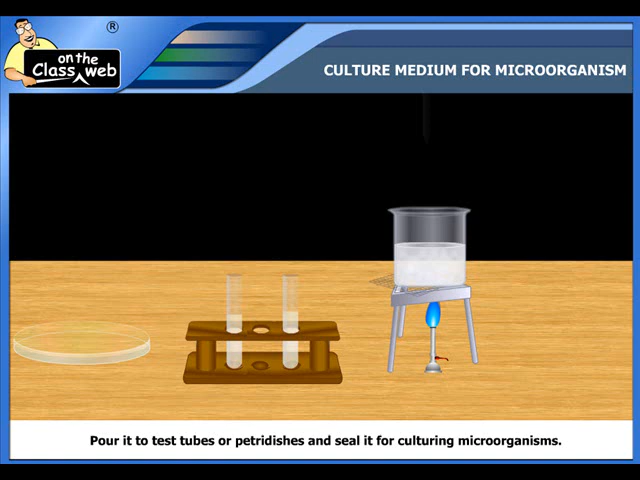 ®
on the
Class web
CULTURE MEDIUM FOR MICROORGANISM
Pour it to test tubes or petridishes and seal it for culturing microorganisms.